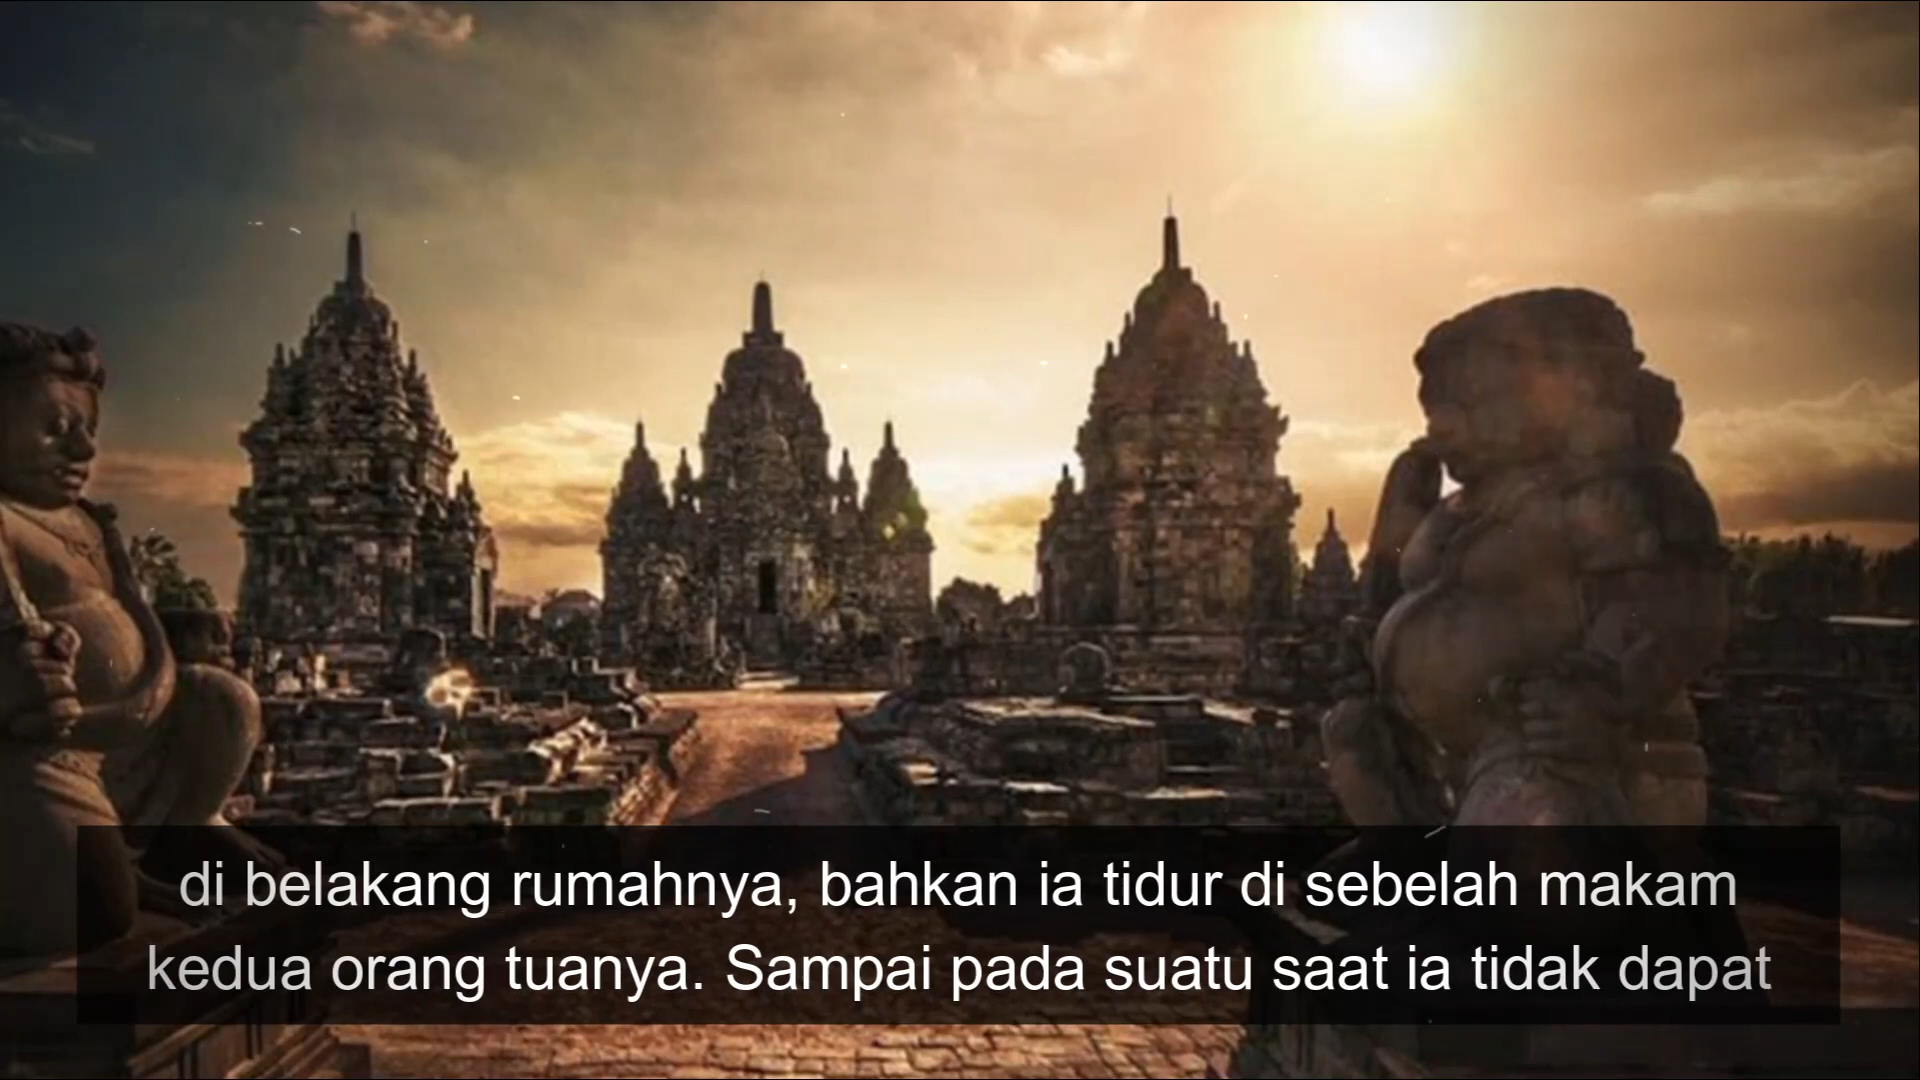 di belakang rumahnya, bahkan ia tidur di sebelah makam
kedua orang tuanya. Sampai pada suatu saat ia tidak dapat